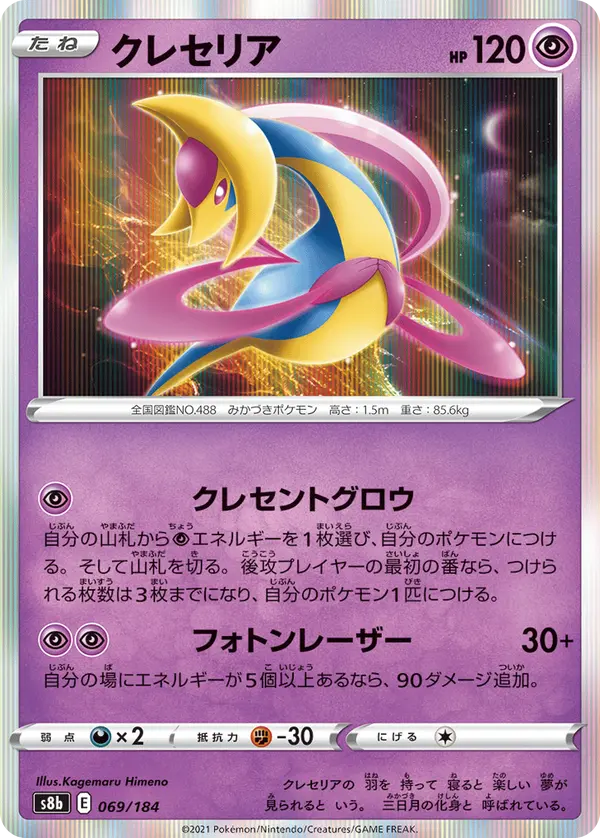 たね クレセリア HP 120
全国図鑑NO.488 みかづきポケモン 高さ：1.5m 重さ：85.6kg
クレセントグロウ
自分の山札からエネルギーを1枚選び、自分のポケモンにつけ
る。そして山札を切る。後攻プレイヤーの最初の番なら、つけら
れる枚数は3枚までになり、自分のポケモン1匹につける。
フォトンレーザー 30+
自分の場にエネルギーが5個以上あるなら、90ダメージ追加。
弱点 ×2 抵抗力 -30 にげる
Illus.Kagemaru Himeno
s8b E 069/184
クレセリアの 羽を 持って 寝ると 楽しい 夢が
見られると いう。 三日月の化身と 呼ばれている。
©2021 Pokémon/Nintendo/Creatures/GAME FREAK.